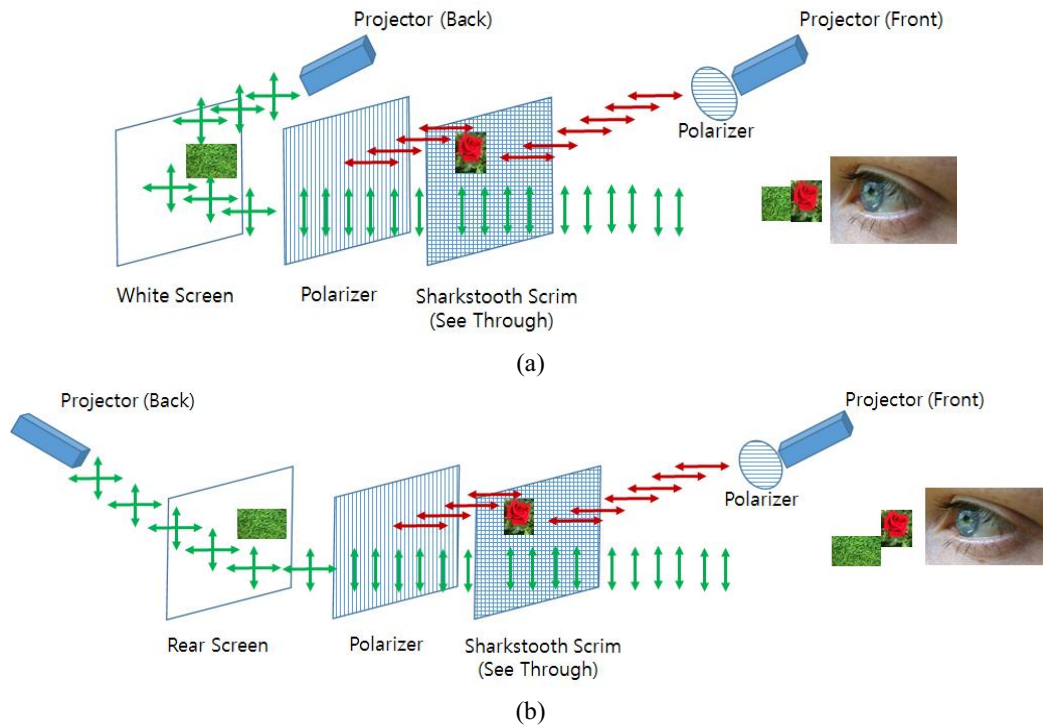 Projector (Back)
Projector (Front)
Polarizer
White Screen
Polarizer
Sharkstooth Scrim
(See Through)
(a)
Projector (Back)
Projector (Front)
Polarizer
Rear Screen
Polarizer
Sharkstooth Scrim
(See Through)
(b)